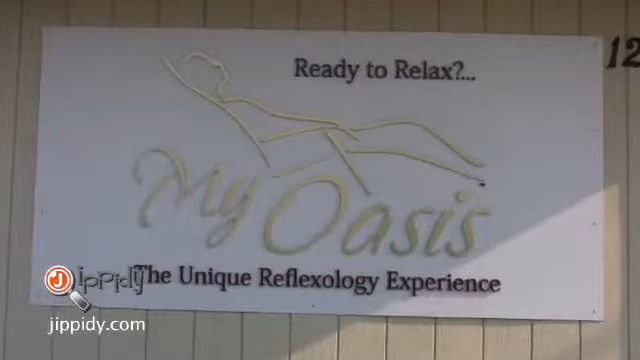 Ready to Relax?...
12
My Oasis
jippidy The Unique Reflexology Experience
jippidy.com